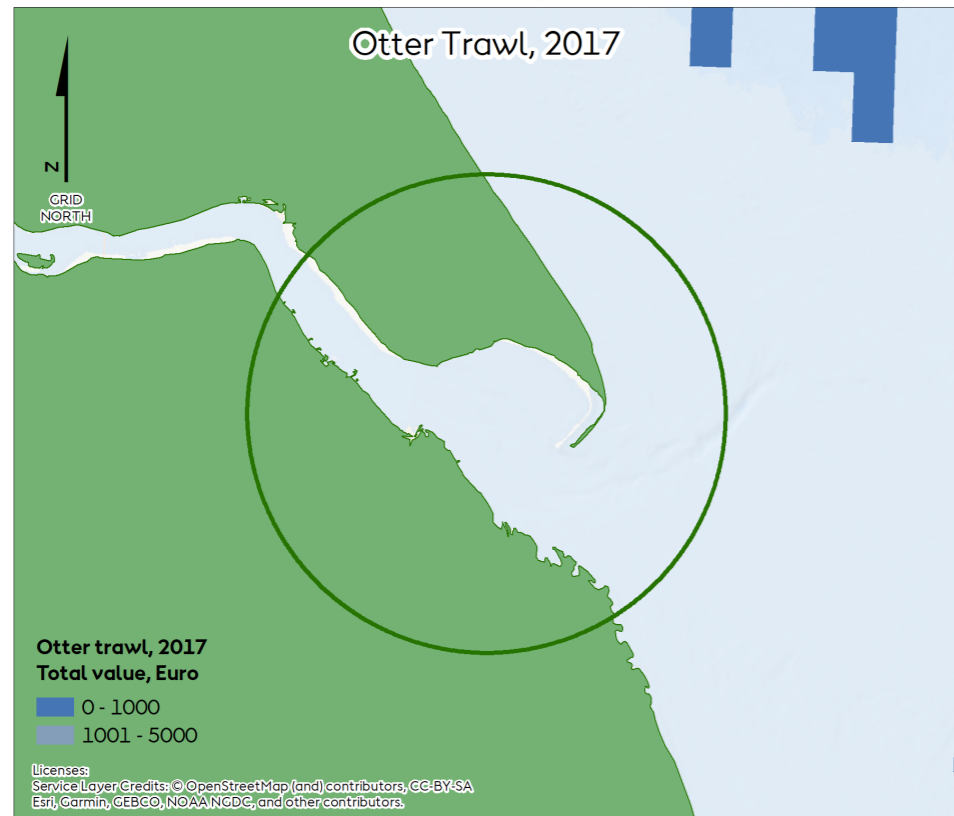 Otter Trawl, 2017
N
GRID
NORTH
Otter trawl, 2017
Total value, Euro
0 - 1000
1001 - 5000
Licenses:
Service Layer Credits: © OpenStreetMap (and) contributors, CC-BY-SA
Esri, Garmin, GEBCO, NOAA NGDC, and other contributors.